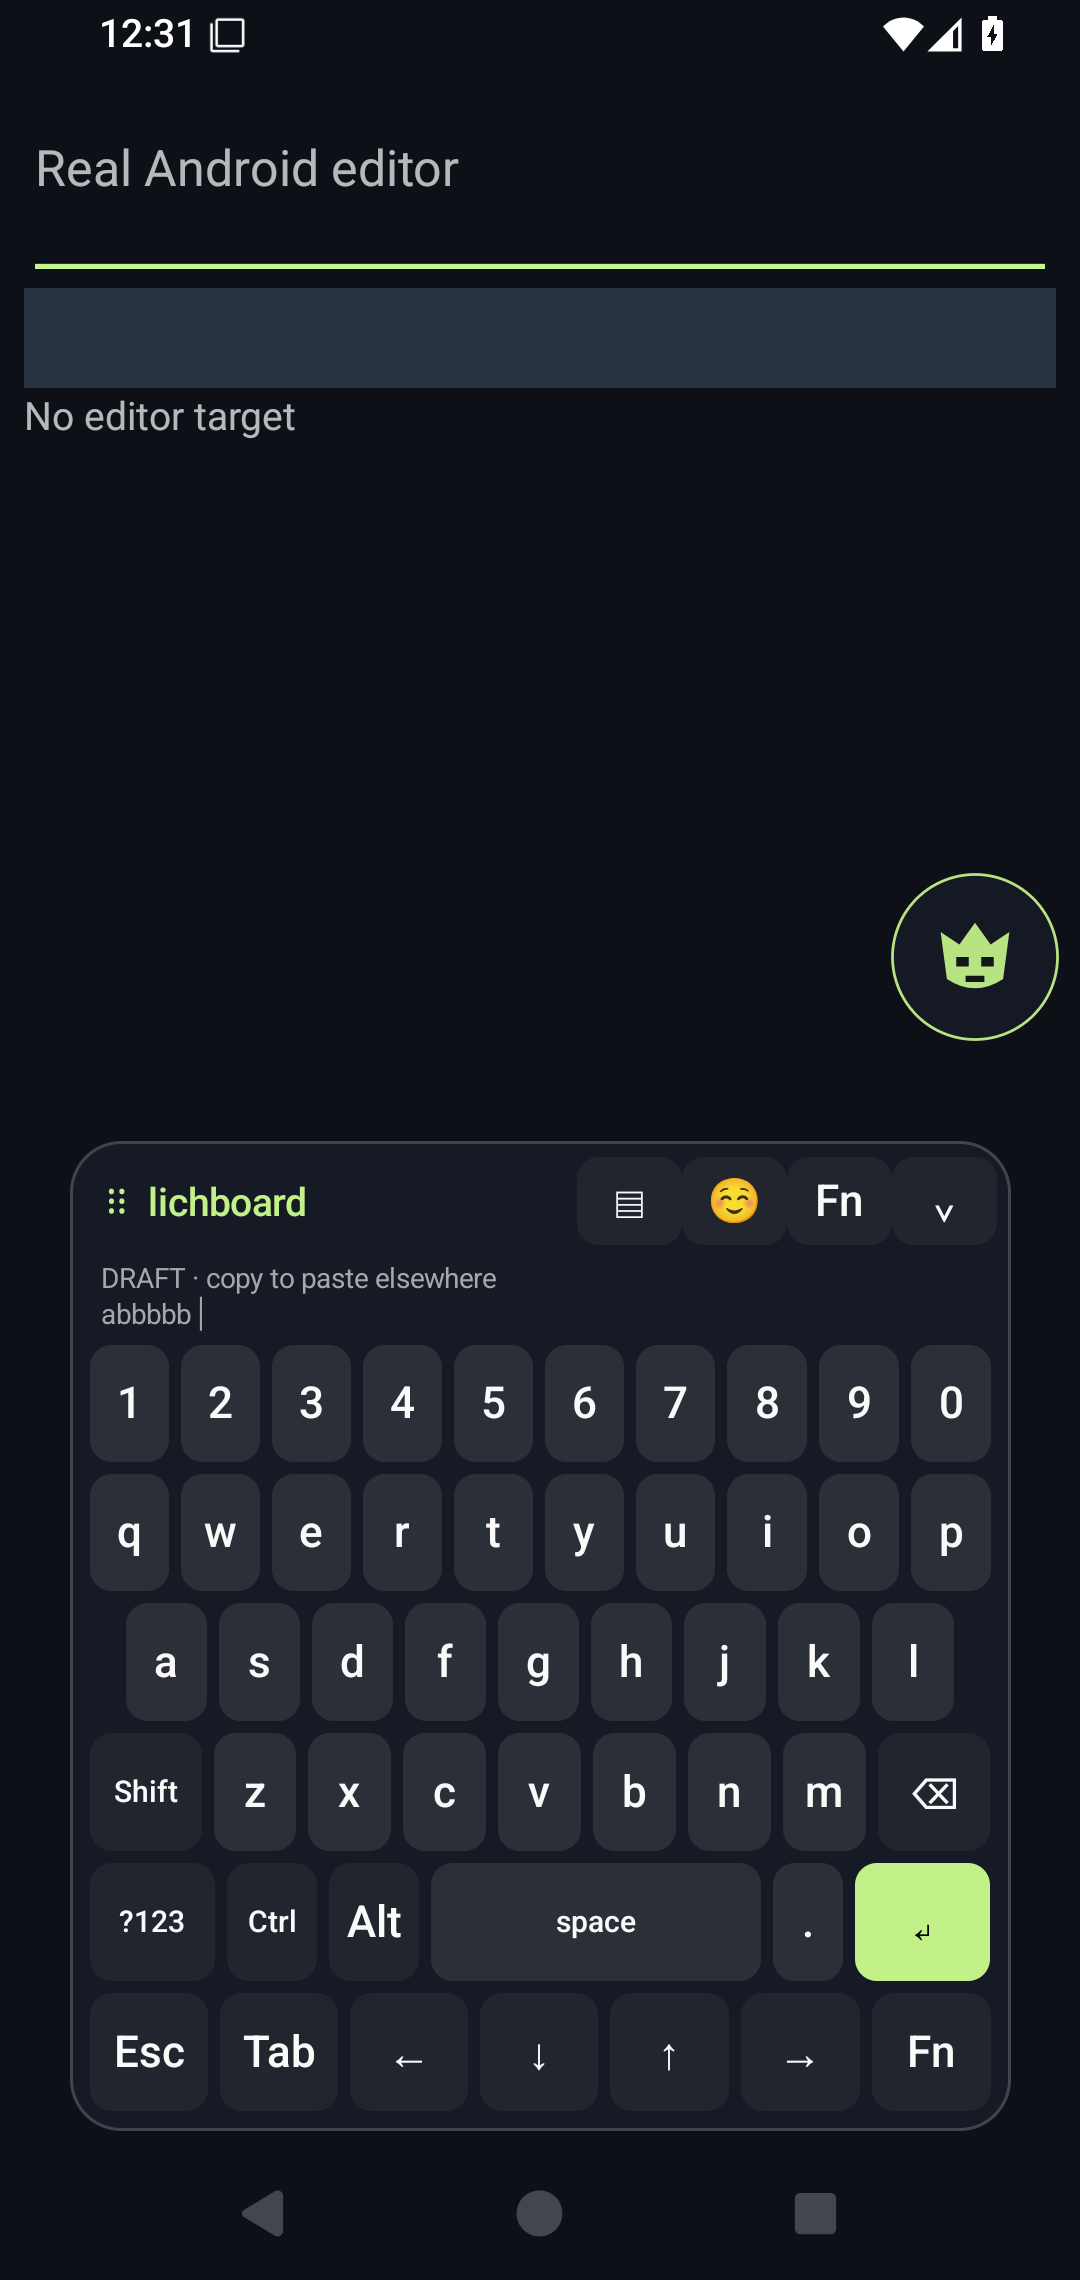 12:31
Real Android editor
No editor target
lichboard
Fn
DRAFT · copy to paste elsewhere
abbbbb
1 2 3 4 5 6 7 8 9 0
q w e r t y u i o p
a s d f g h j k l
Shift z x c v b n m
?123 Ctrl Alt space .
Esc Tab ← ↓ ↑ → Fn